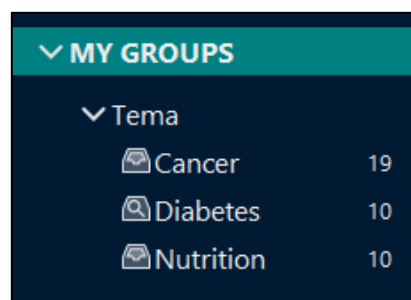 MY GROUPS
Tema
Cancer 19
Diabetes 10
Nutrition 10